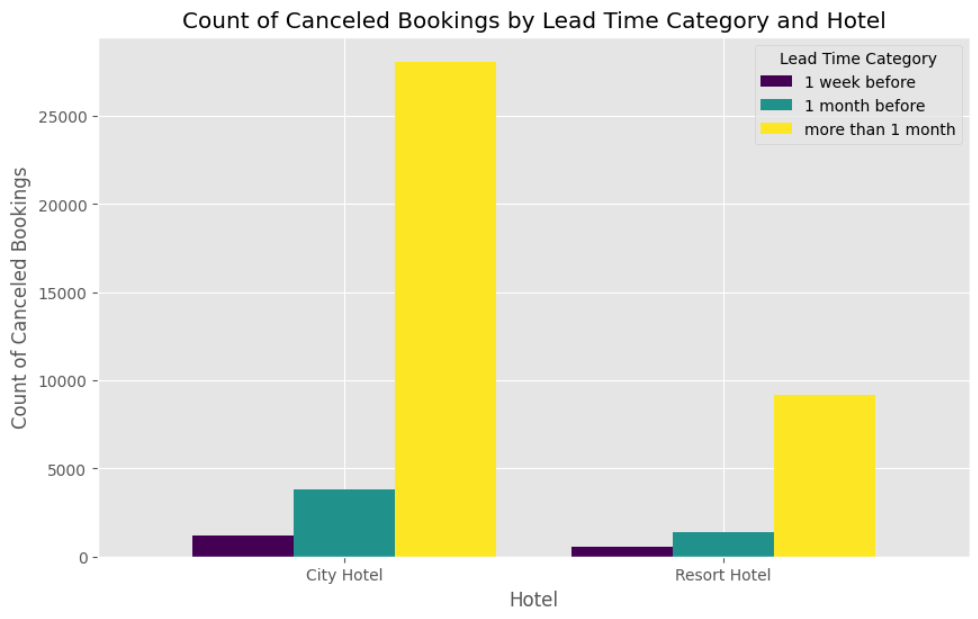 Count of Canceled Bookings by Lead Time Category and Hotel
Lead Time Category
1 week before
1 month before
more than 1 month
Count of Canceled Bookings
25000
20000
15000
10000
5000
0
City Hotel
Resort Hotel
Hotel